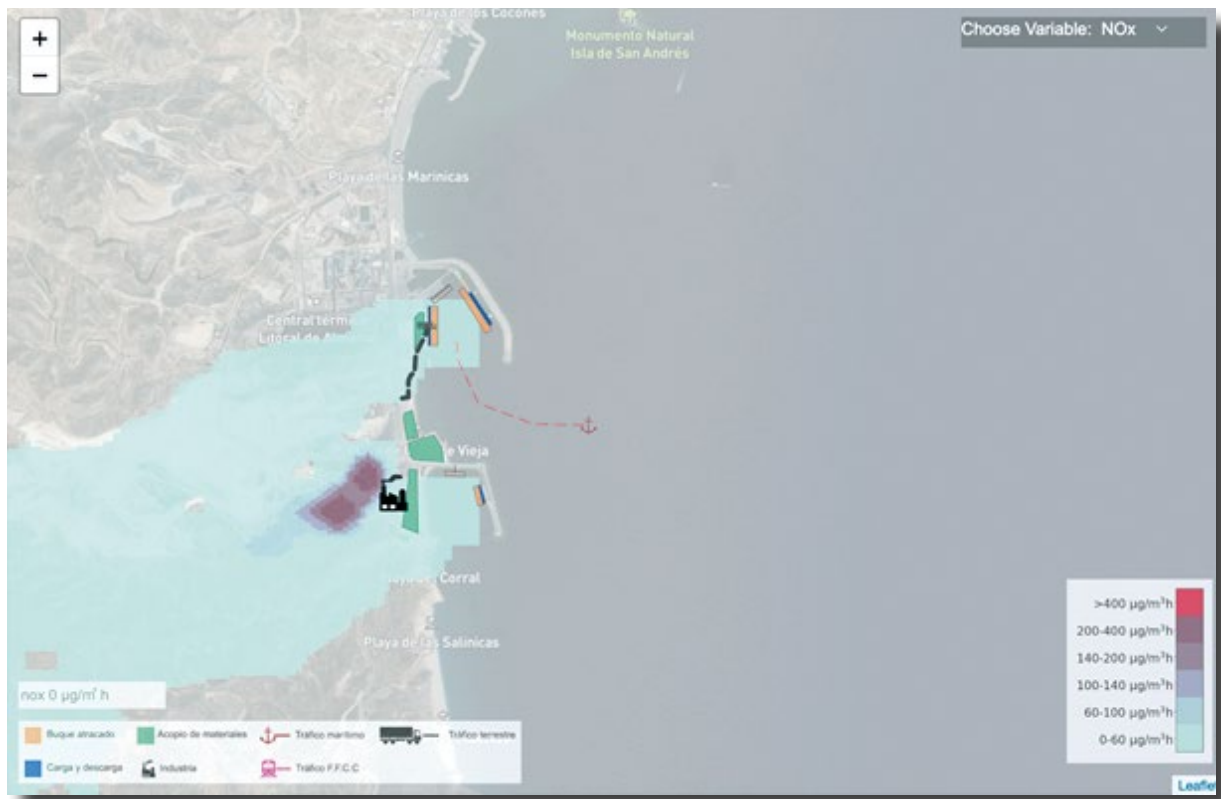 Playa de los Cocones
+
−
Monumento Natural
Isla de San Andrés
Choose Variable: NOx
Playa de las Marinicas
Central térmi
Litoral de Al
e Vieja
Corral
Playa de las Salinicas
nox 0 µg/m³ h
Buque atracado
Acopio de materiales
Tráfico marítimo
Tráfico terrestre
Carga y descarga
Industria
Tráfico F.F.C.C
>400 µg/m³h
200-400 µg/m³h
140-200 µg/m³h
100-140 µg/m³h
60-100 µg/m³h
0-60 µg/m³h
Leafle